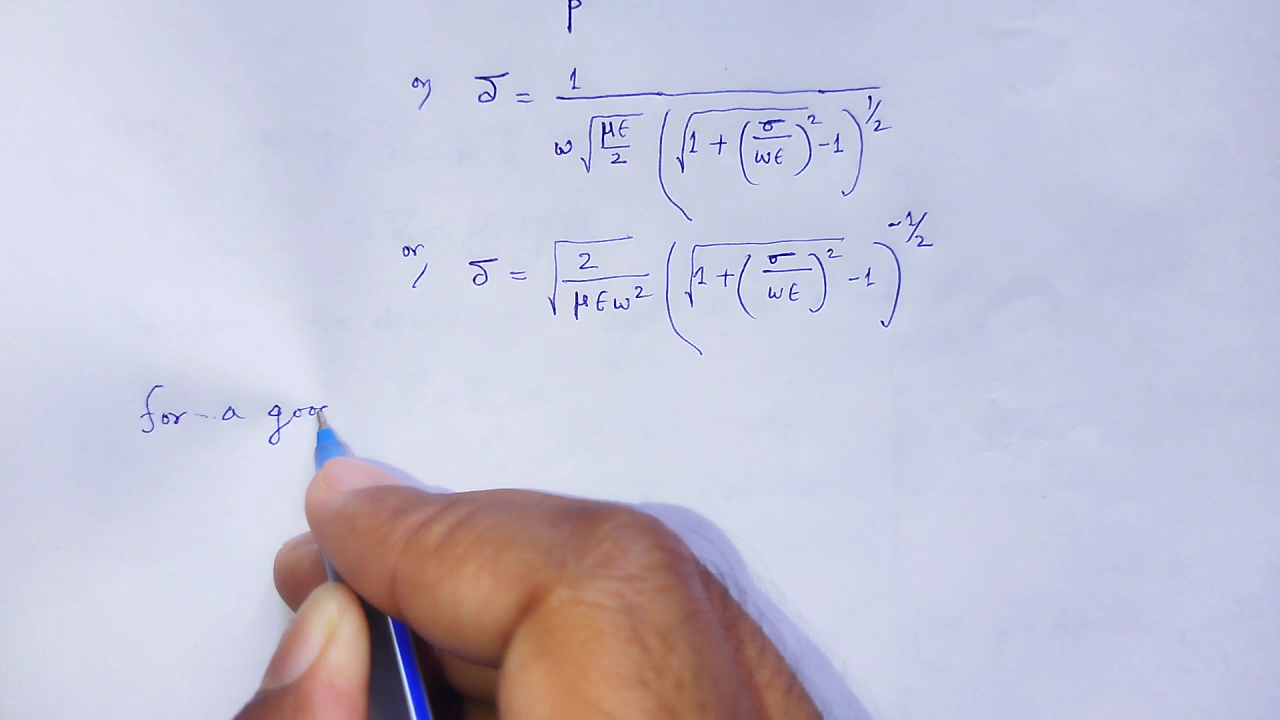 β
or, δ = 1 / ω√(με/2) (√(1 + (σ/ωε)²) - 1)^1/2
or, δ = √(2/μεω²) (√(1 + (σ/ωε)²) - 1)^-1/2
for a goo